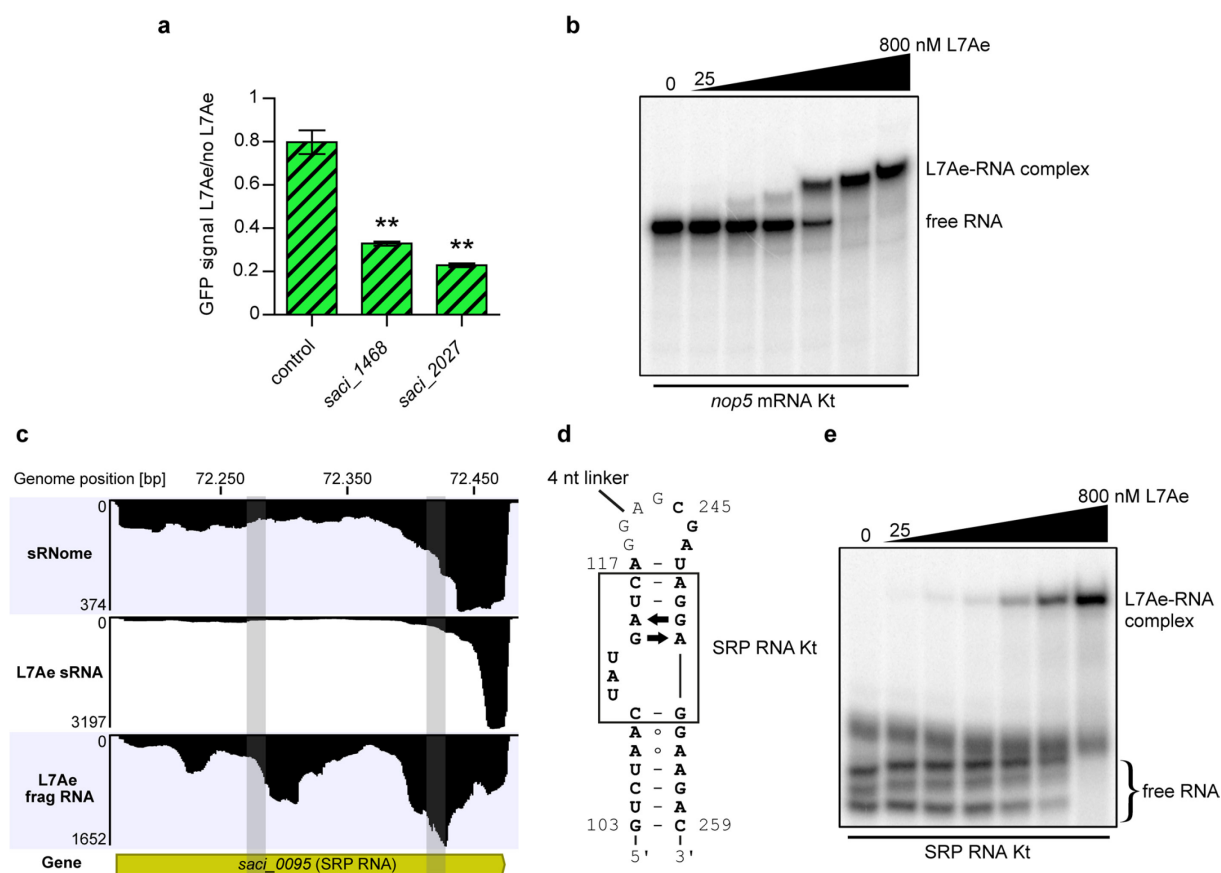 a
GFP signal L7Ae/no L7Ae
1
0.8
0.6
0.4
0.2
0
**
**
control
saci_1468
saci_2027
b
800 nM L7Ae
0
25
L7Ae-RNA complex
free RNA
nop5 mRNA Kt
c
Genome position [bp]
72.250
72.350
72.450
0
sRNome
374
0
L7Ae sRNA
3197
0
L7Ae
frag RNA
1652
Gene
saci_0095 (SRP RNA)
d
4 nt linker
G
A C 245
G G
G A
117 A – U
C – A
U – G
A G
G A
U
A
U
C – G
A ∘ G
A ∘ A
U – A
C – G
U – A
103 G – C 259
5' 3'
SRP RNA Kt
e
800 nM L7Ae
0
25
L7Ae-RNA
complex
free RNA
SRP RNA Kt